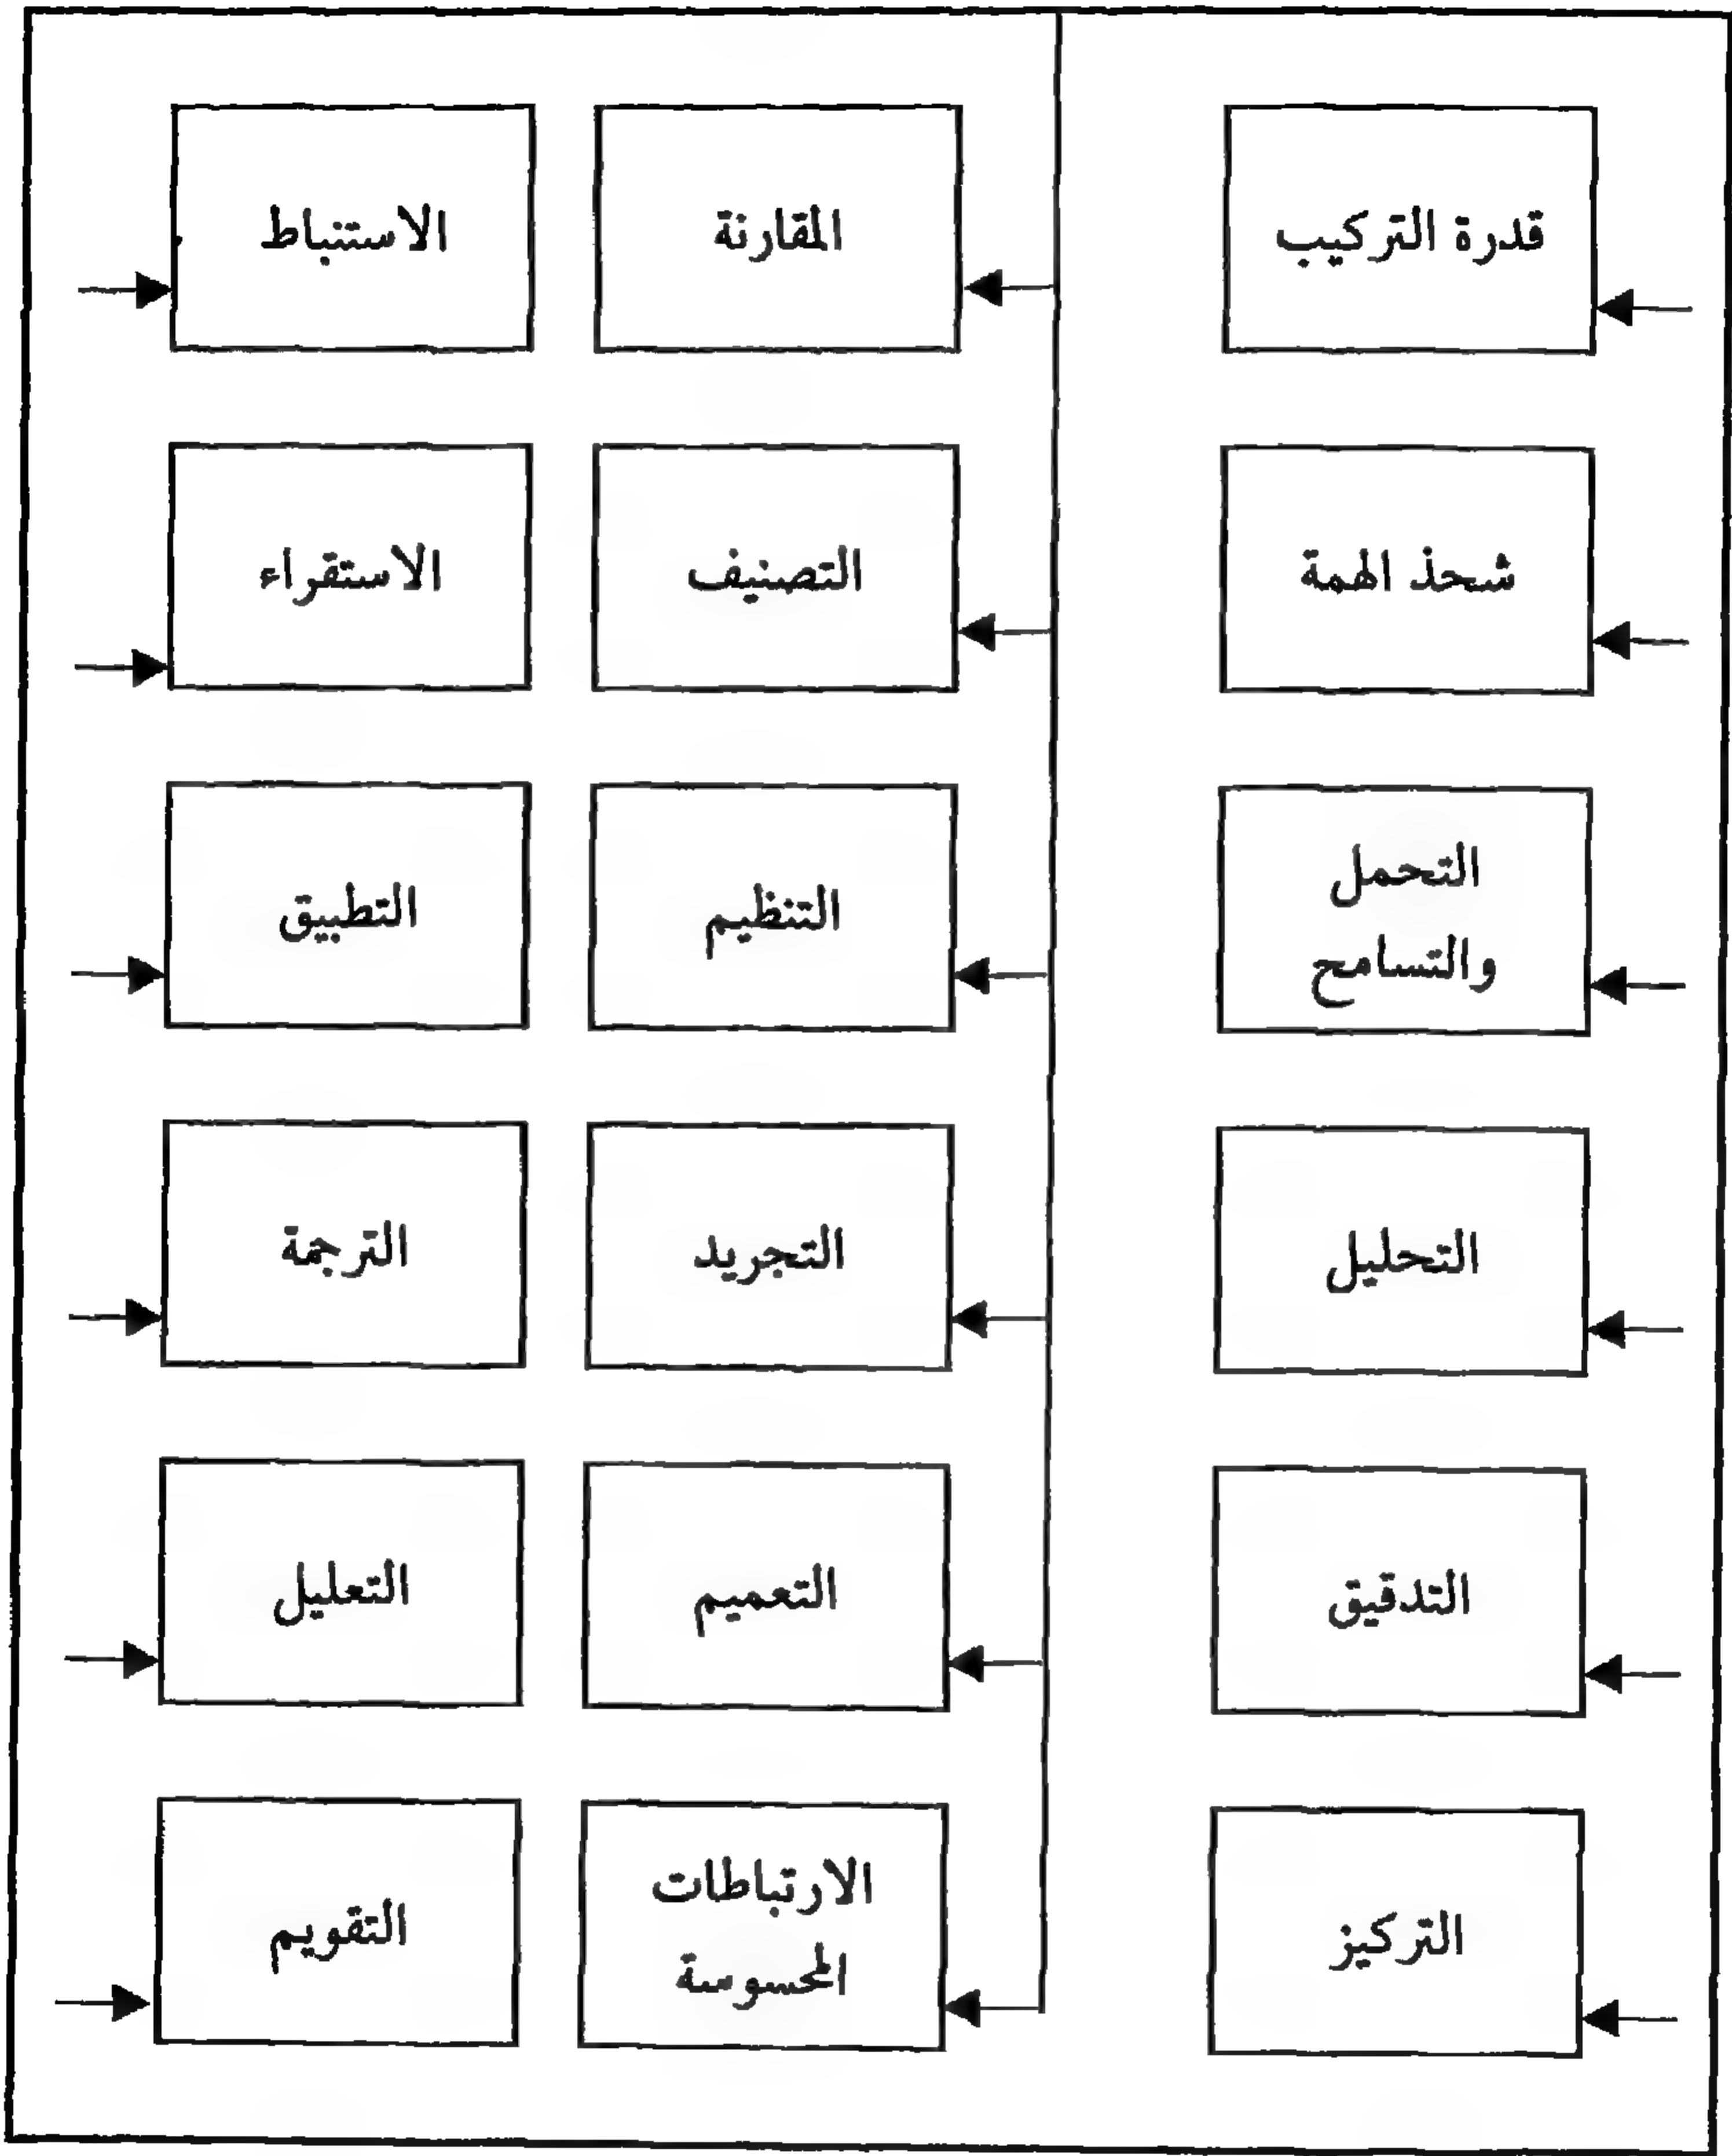 قدرة التركيب
المقارنة
الاستنباط
شحذ الهمة
التصنيف
الاستقراء
التحمل
والتسامح
التنظيم
التطبيق
التحليل
التجريد
الترجمة
التدقيق
التعميم
التعليل
التركيز
الارتباطات
المحسوسة
التقويم